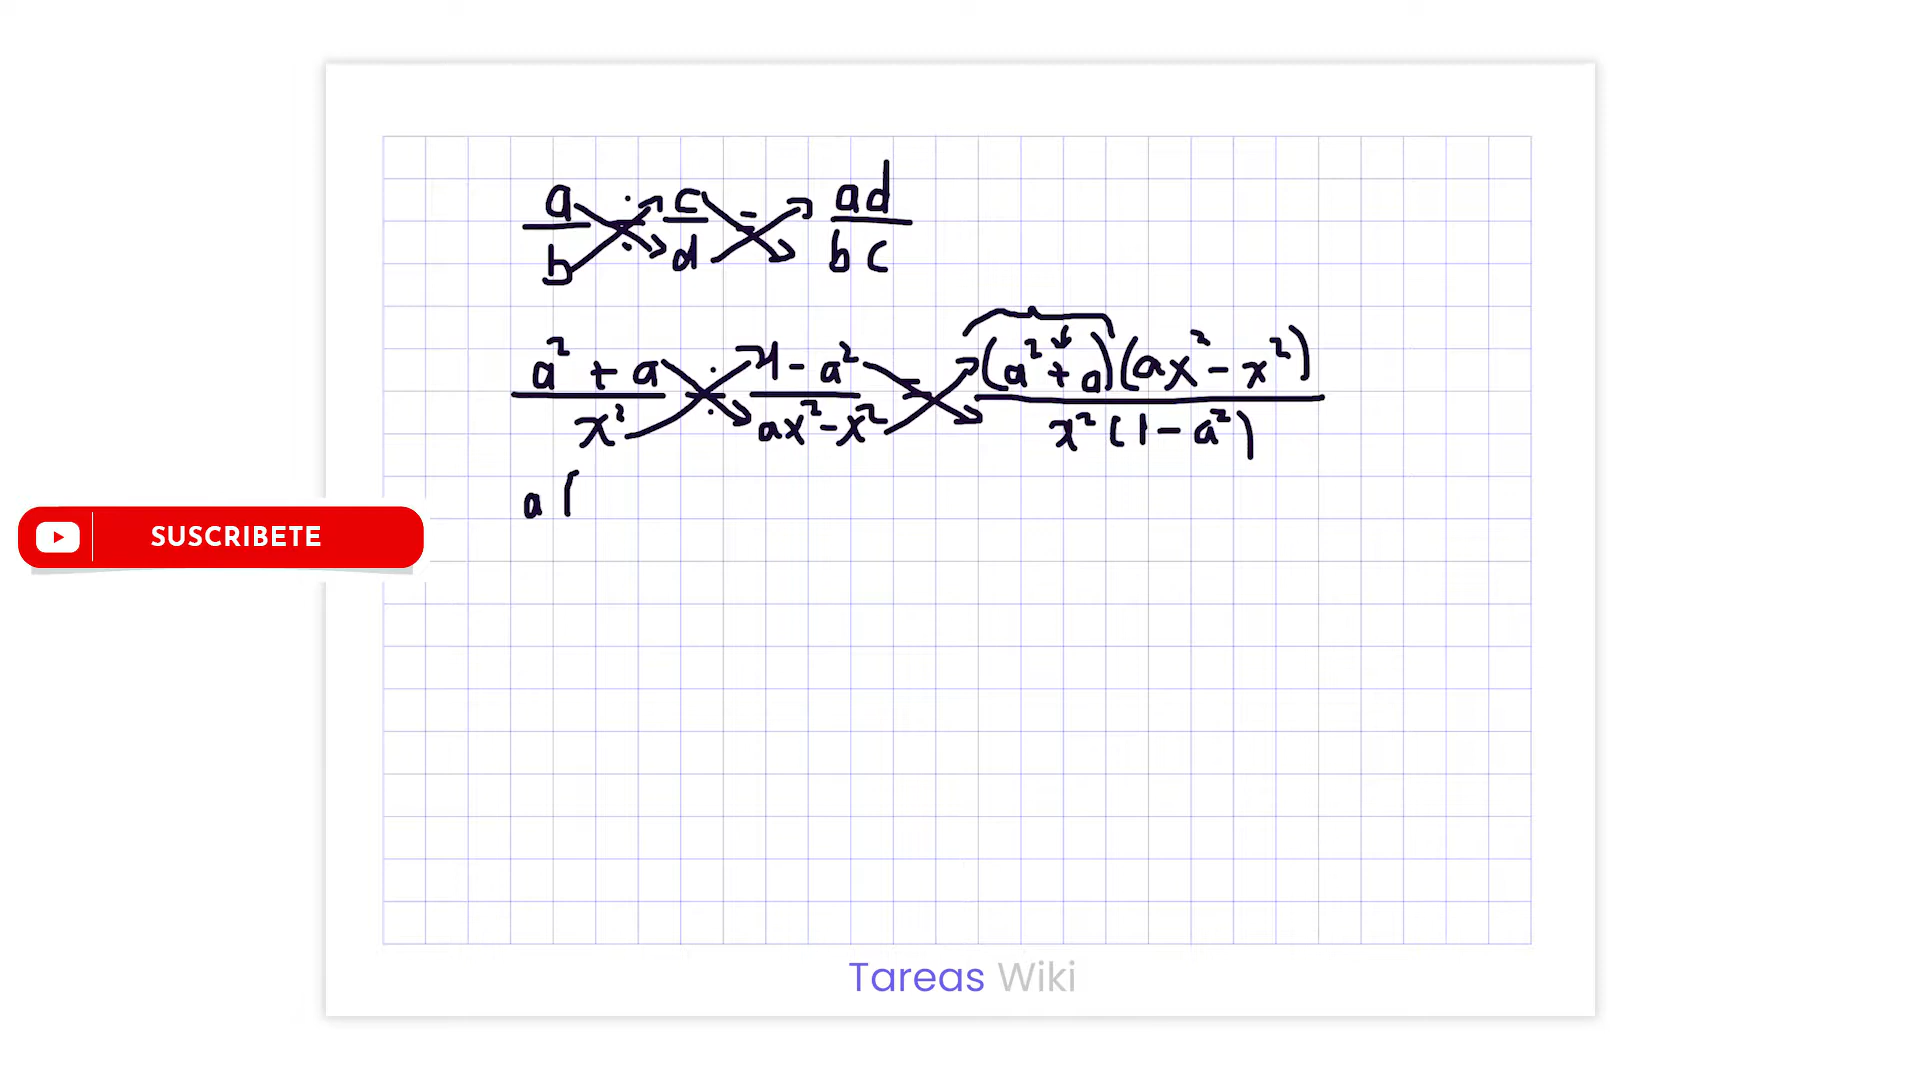 a/b ÷ c/d = ad/bc
(a² + a)/x² ÷ (1 - a²)/(ax² - x²) = (a² + a)(ax² - x²)/x²(1 - a²)
a (
SUSCRIBETE
Tareas Wiki